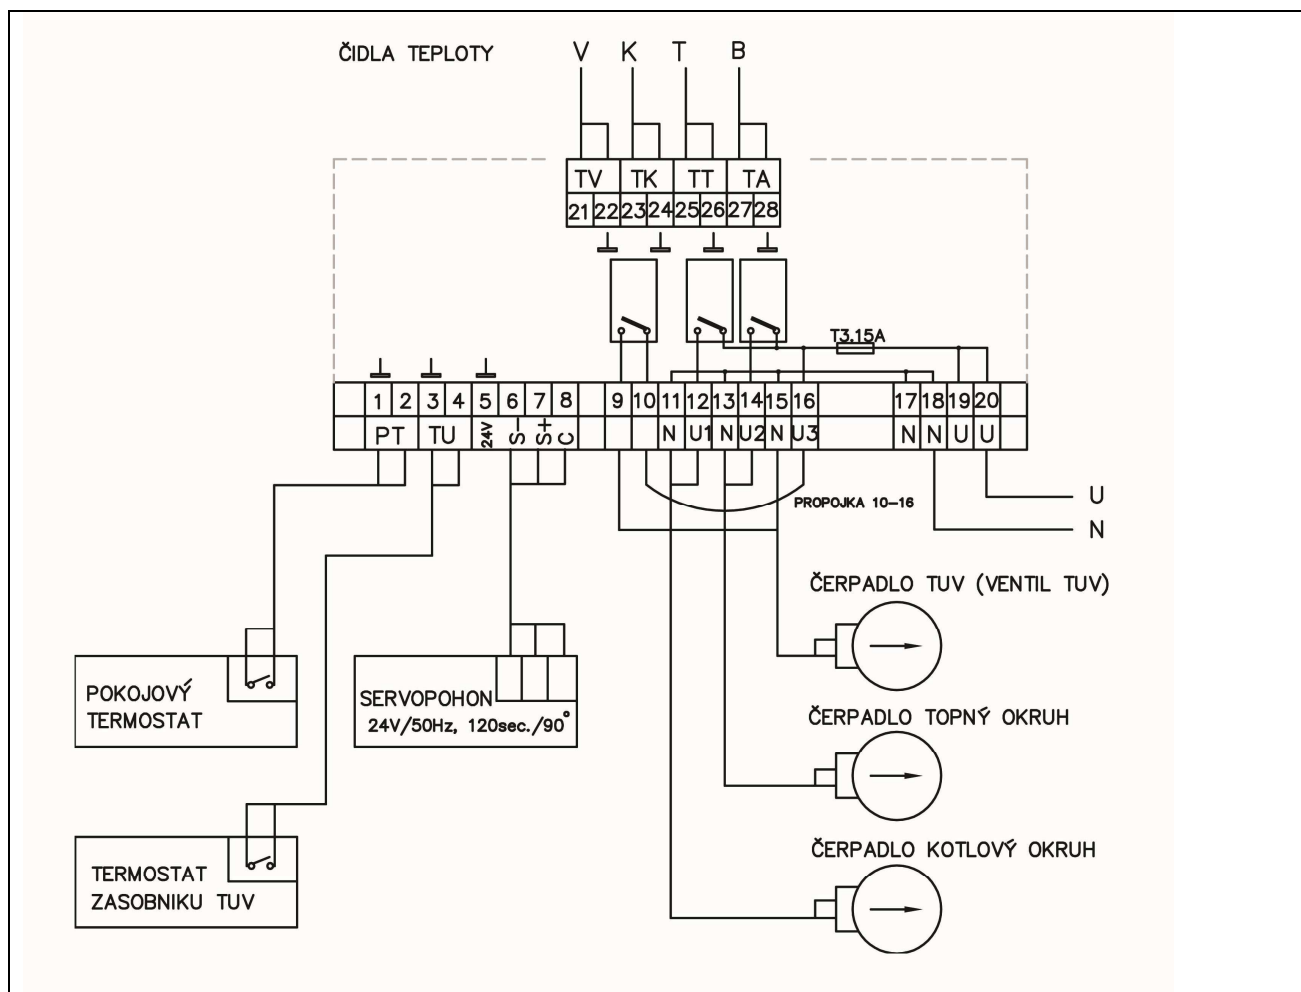 ČIDLA TEPLOTY V K T B
TV TK TT TA
21 22 23 24 25 26 27 28
T3.15A
1 2 3 4 5 6 7 8 9 10 11 12 13 14 15 16 17 18 19 20
PT TU 24V S- S+ C N U1 N U2 N U3 N N U U
PROPOJKA 10-16
U
N
ČERPADLO TUV (VENTIL TUV)
POKOJOVÝ
TERMOSTAT
SERVOPOHON
24V/50Hz, 120sec./90°
ČERPADLO TOPNÝ OKRUH
ČERPADLO KOTLOVÝ OKRUH
TERMOSTAT
ZASOBNIKU TUV